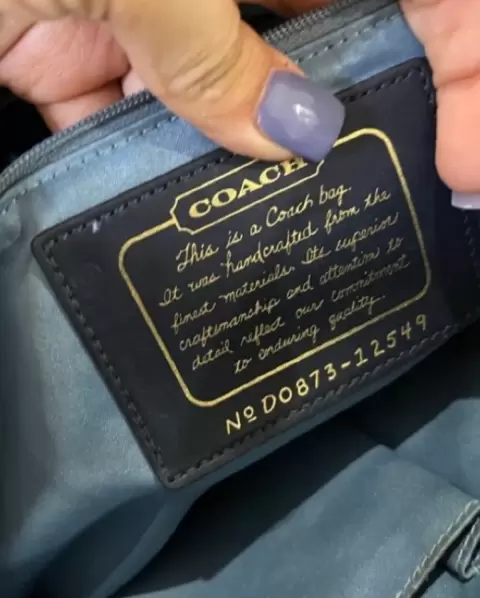 COACH
This is a Coach bag.
It was handcrafted from the
finest materials. Its superior
craftsmanship and attention to
detail reflect our commitment
to enduring quality.
Nº D0873-12549